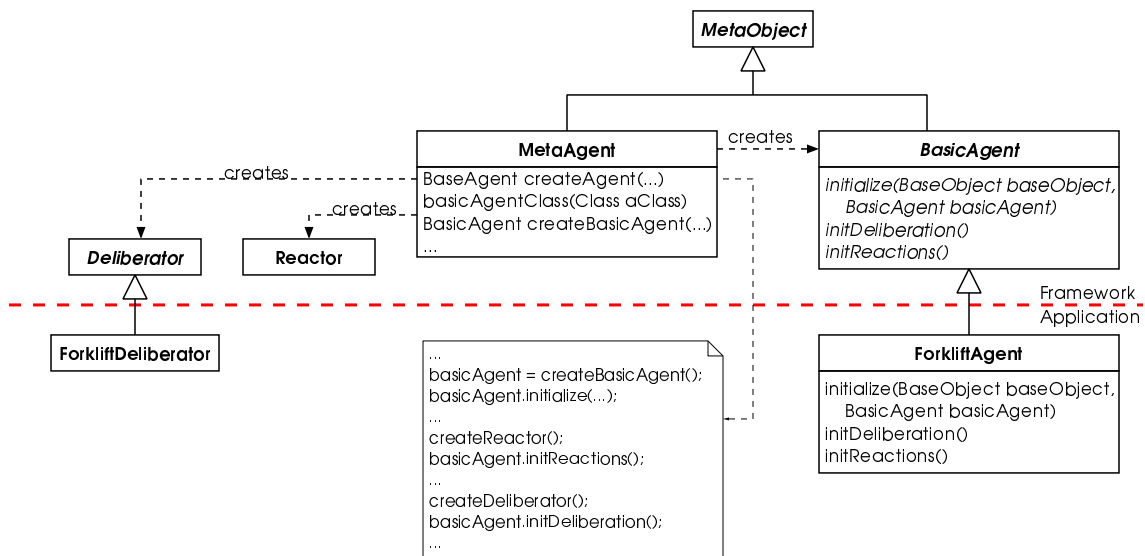 MetaObject
MetaAgent
BaseAgent createAgent(...)
basicAgentClass(Class aClass)
BasicAgent createBasicAgent(...)
...
creates
BasicAgent
initialize(BaseObject baseObject,
BasicAgent basicAgent)
initDeliberation()
initReactions()
creates
creates
Deliberator
Reactor
Framework
Application
ForkliftDeliberator
...
basicAgent = createBasicAgent();
basicAgent.initialize(...);
...
createReactor();
basicAgent.initReactions();
...
createDeliberator();
basicAgent.initDeliberation();
...
ForkliftAgent
initialize(BaseObject baseObject,
BasicAgent basicAgent)
initDeliberation()
initReactions()